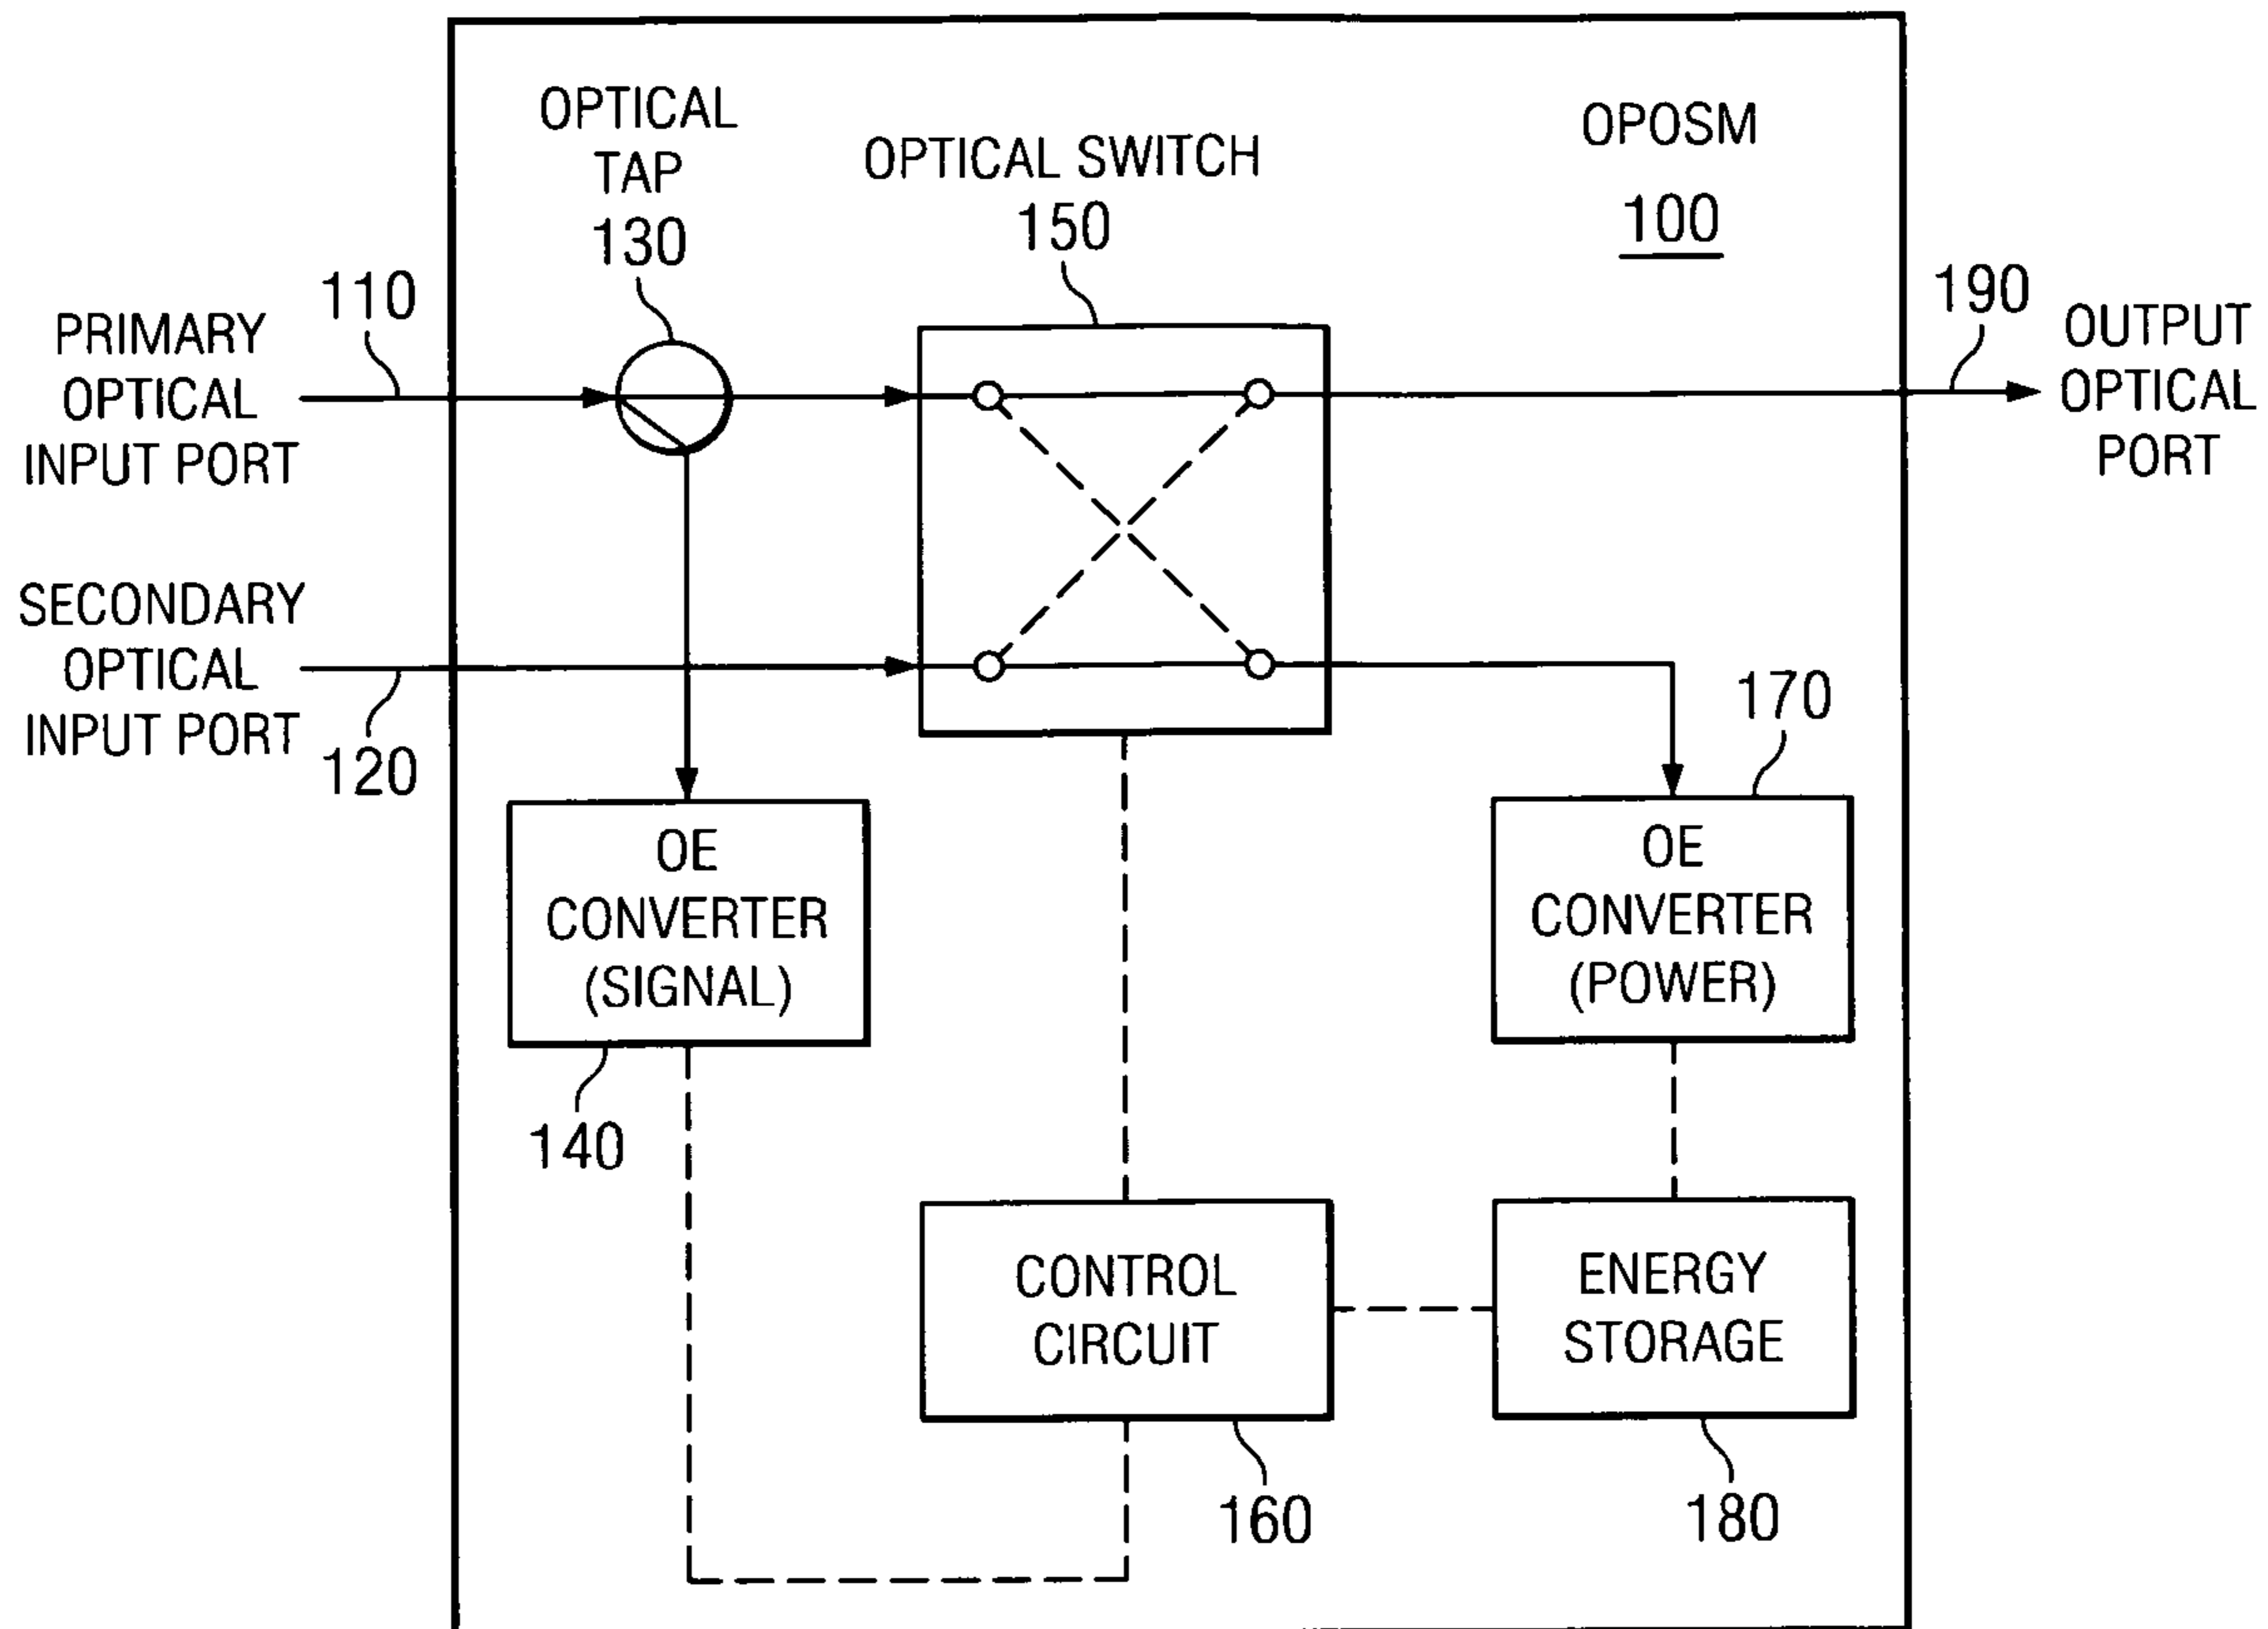 OPTICAL
TAP
130
OPTICAL SWITCH
150
OPOSM
100
110
PRIMARY
OPTICAL
INPUT PORT
190
OUTPUT
OPTICAL
PORT
SECONDARY
OPTICAL
INPUT PORT
120
170
OE
CONVERTER
(SIGNAL)
140
OE
CONVERTER
(POWER)
CONTROL
CIRCUIT
160
ENERGY
STORAGE
180